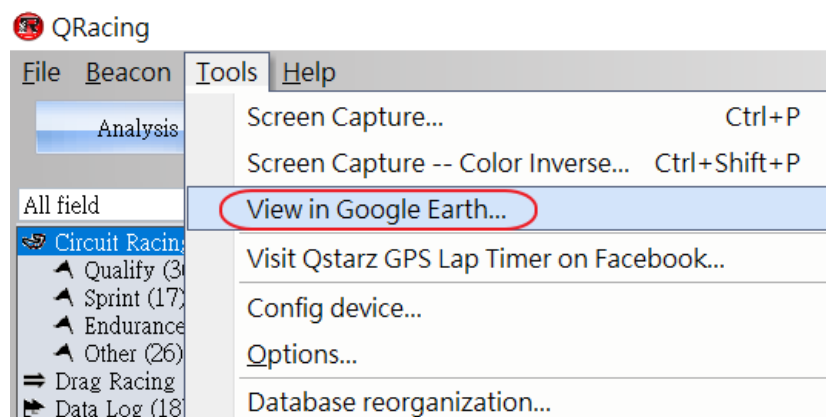 QRacing
File Beacon Tools Help
Analysis
All field
Circuit Racing
Qualify (3
Sprint (17)
Endurance
Other (26)
Drag Racing
Data Log (18
Screen Capture... Ctrl+P
Screen Capture -- Color Inverse... Ctrl+Shift+P
View in Google Earth...
Visit Qstarz GPS Lap Timer on Facebook...
Config device...
Options...
Database reorganization...